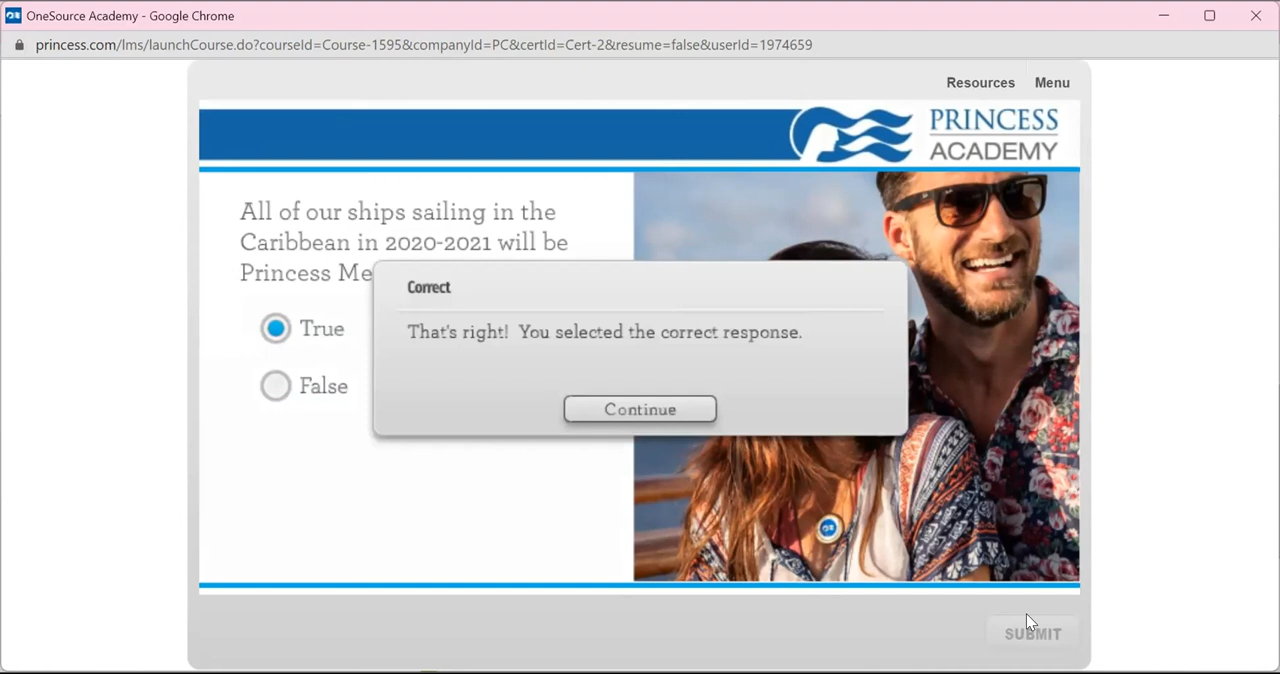 OneSource Academy - Google Chrome
princess.com/lms/launchCourse.do?courseId=Course-1595&companyId=PC&certId=Cert-2&resume=false&userId=1974659
Resources Menu
PRINCESS
ACADEMY
All of our ships sailing in the
Caribbean in 2020-2021 will be
Princess Me
Correct
That's right! You selected the correct response.
True
False
Continue
SUBMIT